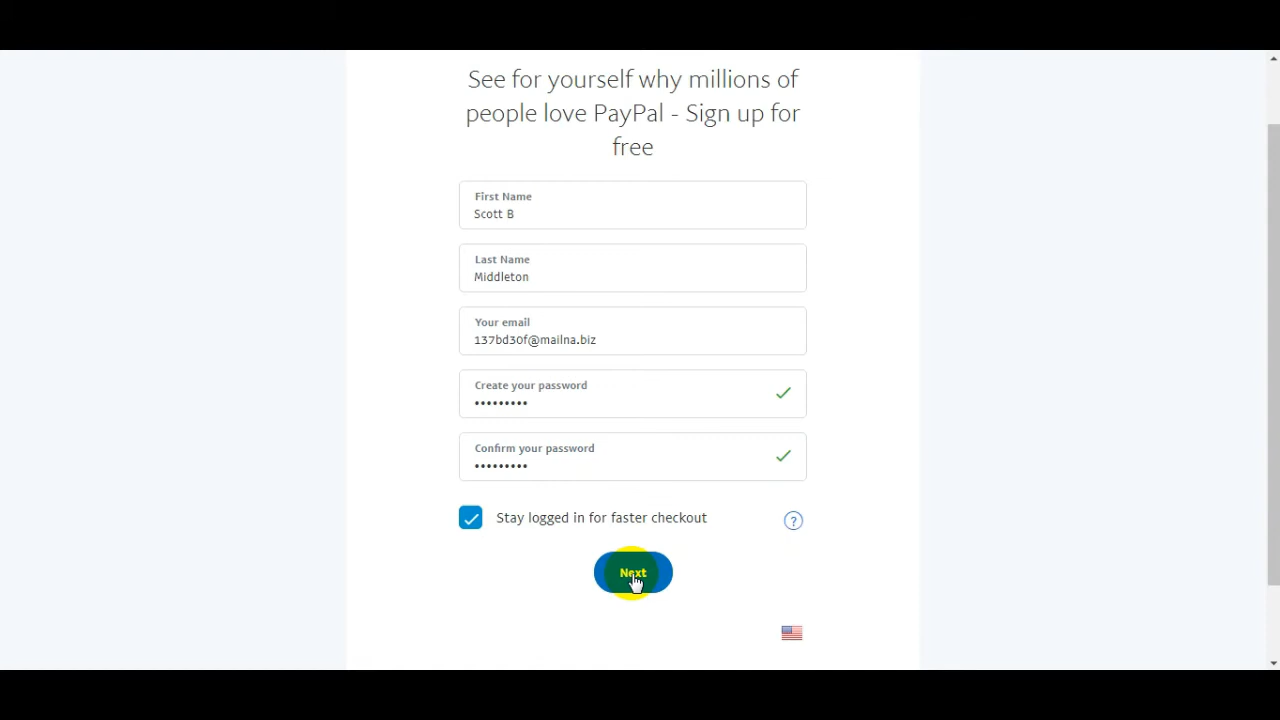 See for yourself why millions of
people love PayPal - Sign up for
free
First Name
Scott B
Last Name
Middleton
Your email
137bd30f@mailna.biz
Create your password
•••••••••
Confirm your password
•••••••••
Stay logged in for faster checkout
?
Next